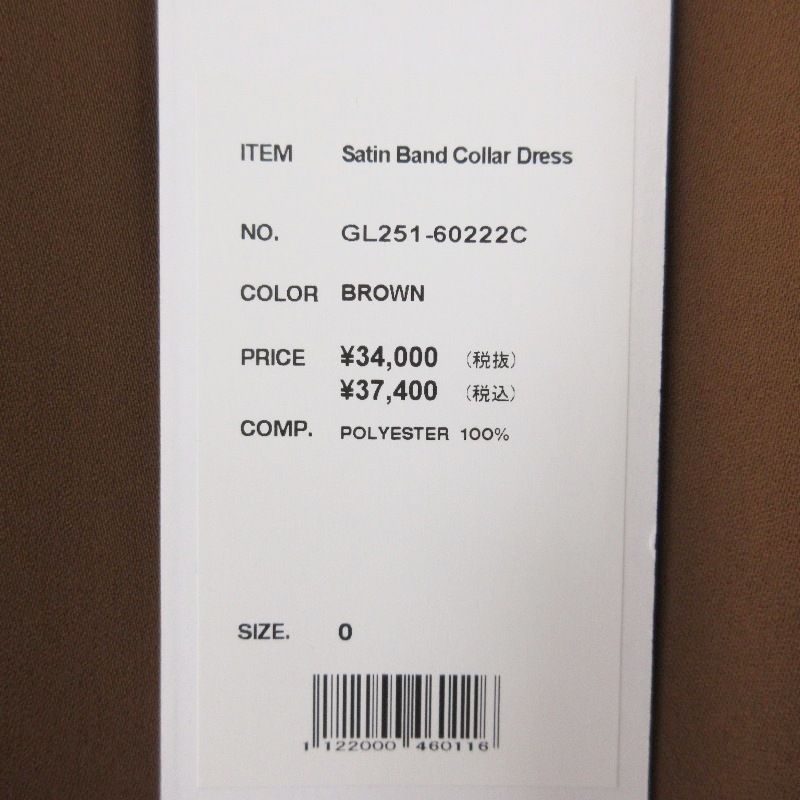 ITEM Satin Band Collar Dress
NO. GL251-60222C
COLOR BROWN
PRICE ¥34,000 (税抜)
¥37,400 (税込)
COMP. POLYESTER 100%
SIZE. 0
1 122000 460116